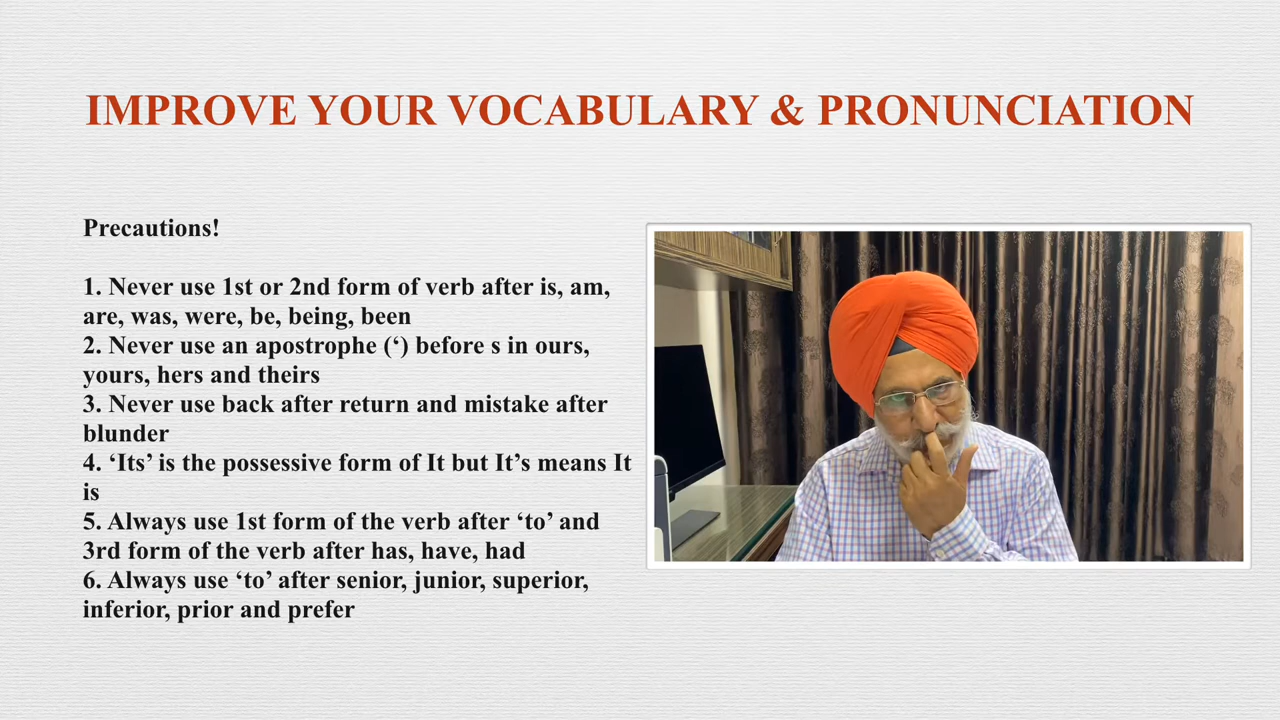 IMPROVE YOUR VOCABULARY & PRONUNCIATION
Precautions!
1. Never use 1st or 2nd form of verb after is, am,
are, was, were, be, being, been
2. Never use an apostrophe (‘) before s in ours,
yours, hers and theirs
3. Never use back after return and mistake after
blunder
4. ‘Its’ is the possessive form of It but It’s means It
is
5. Always use 1st form of the verb after ‘to’ and
3rd form of the verb after has, have, had
6. Always use ‘to’ after senior, junior, superior,
inferior, prior and prefer